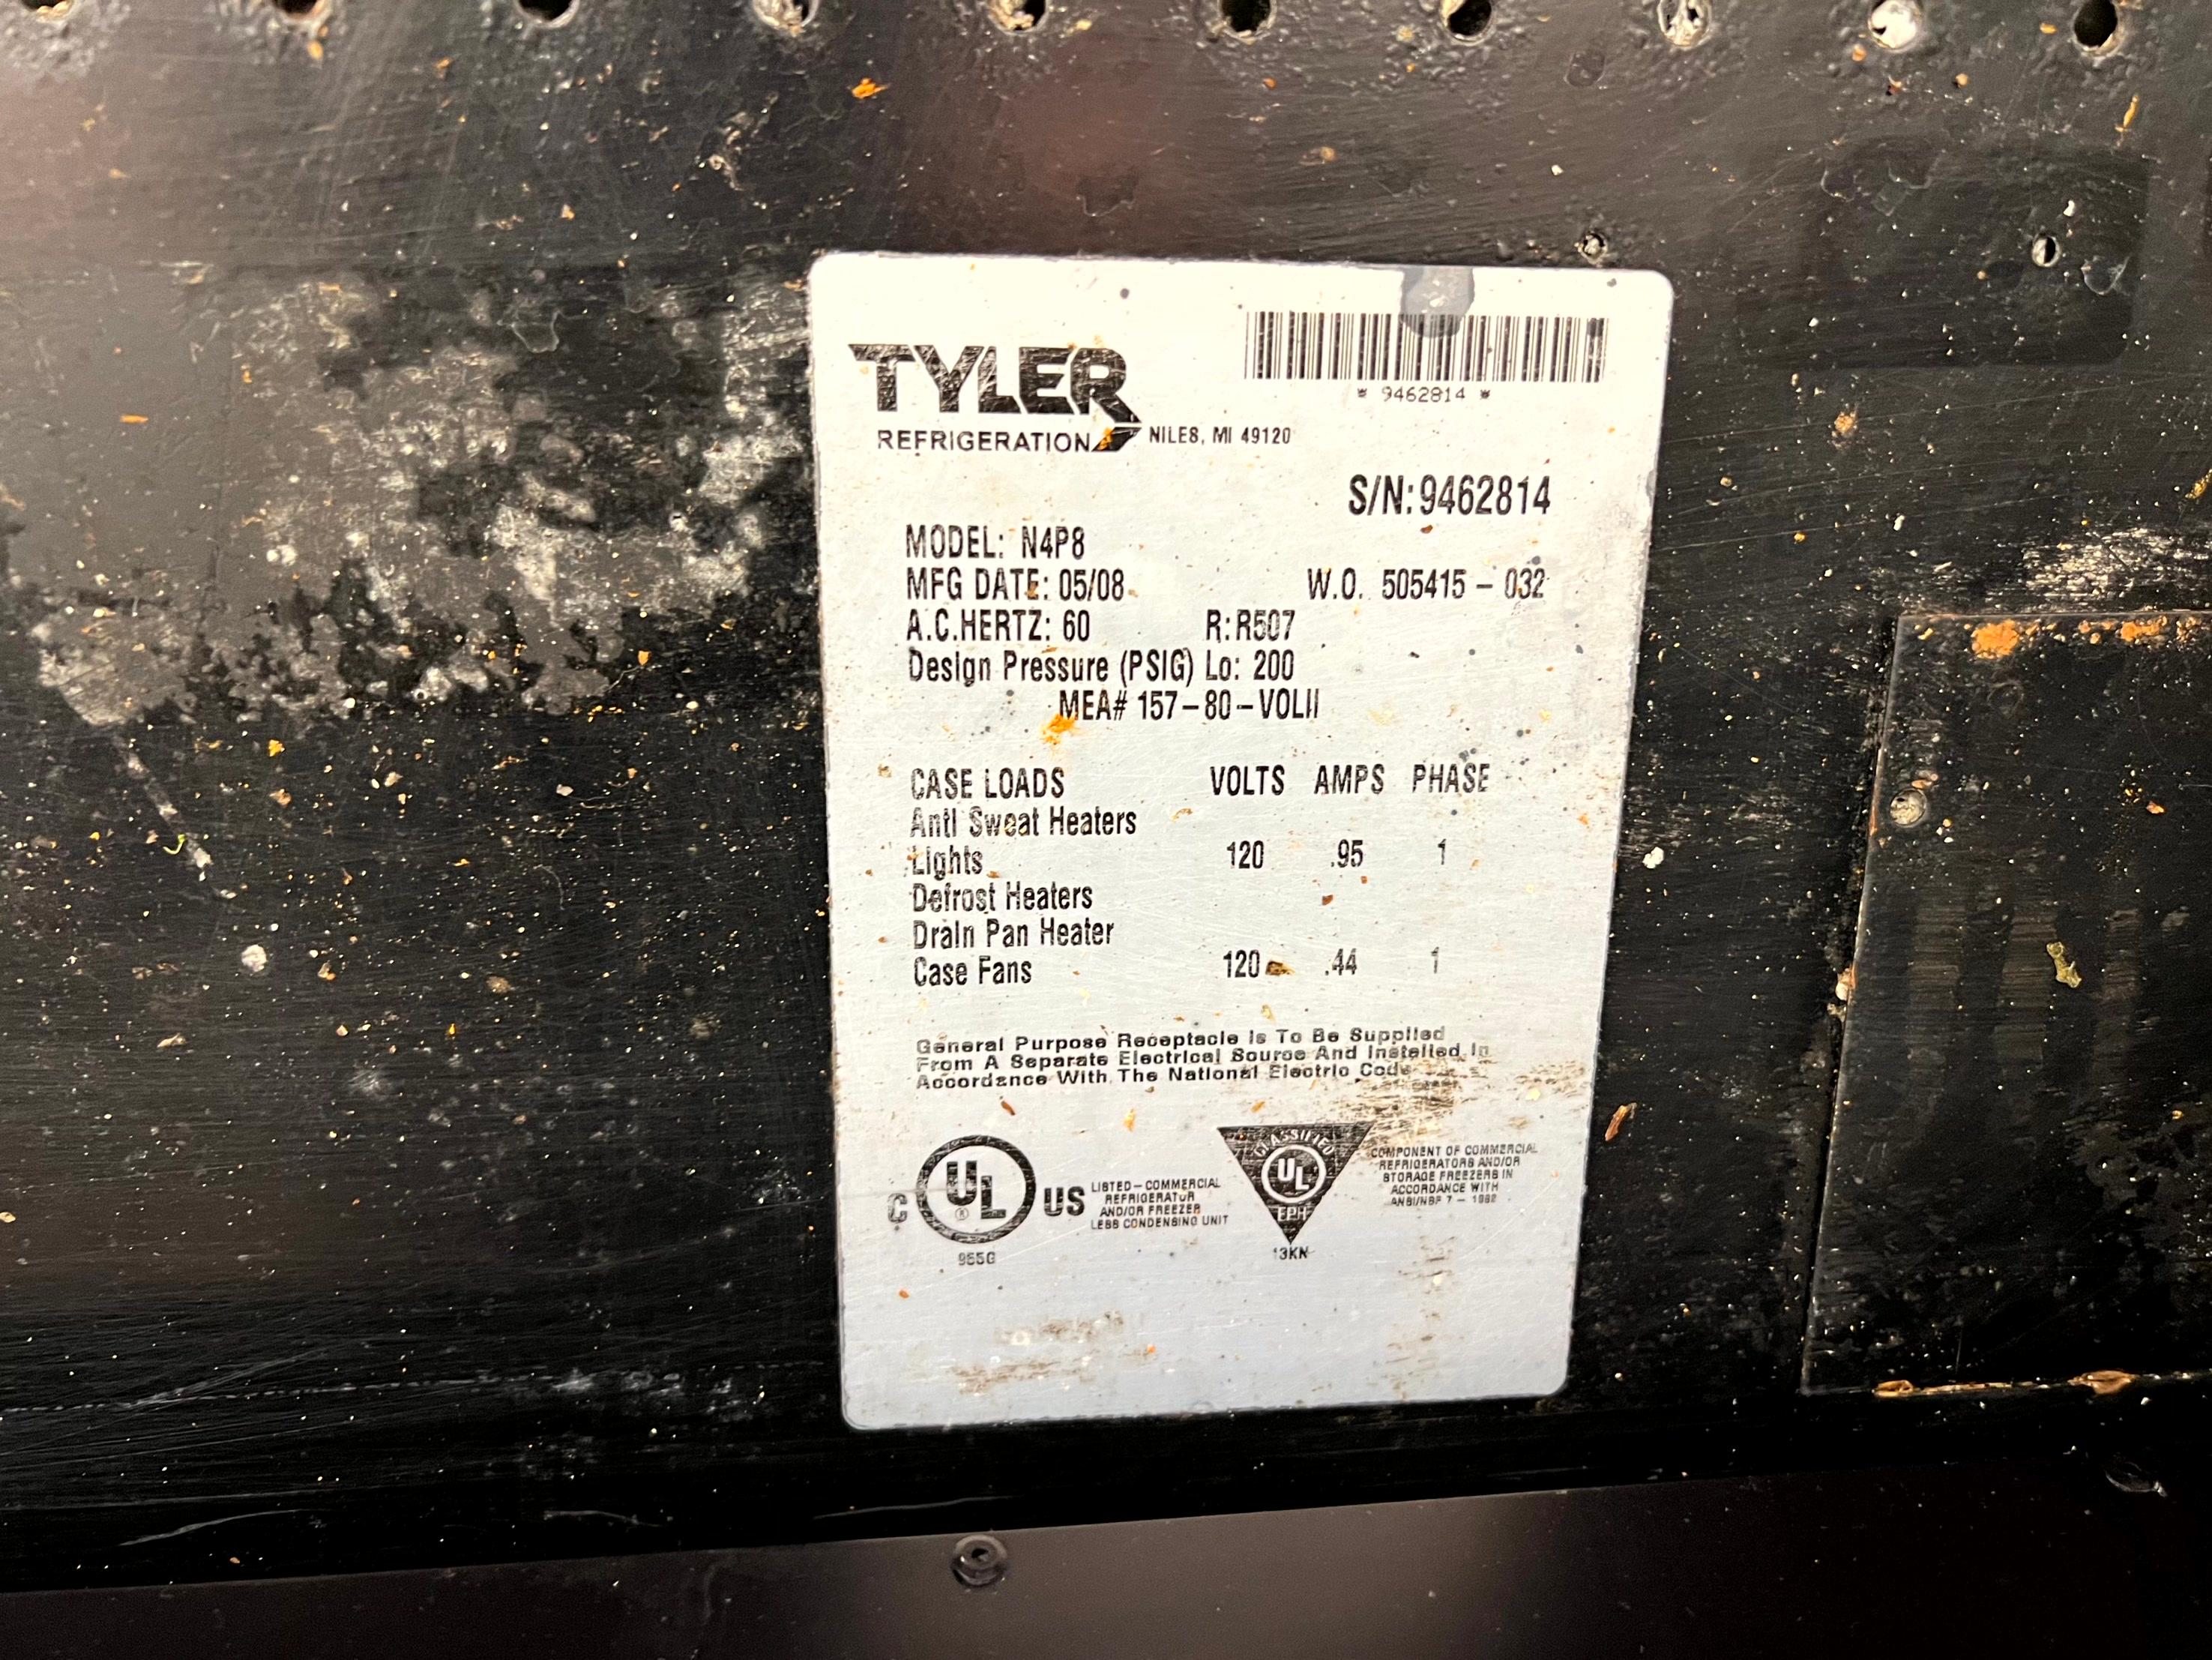 TYLER
REFRIGERATION NILES, MI 49120
* 9462814 *
S/N: 9462814
MODEL: N4P8
MFG DATE: 05/08 W.O. 505415 - 032
A.C.HERTZ: 60 R: R507
Design Pressure (PSIG) Lo: 200
MEA# 157-80-VOLII
CASE LOADS VOLTS AMPS PHASE
Anti Sweat Heaters
Lights 120 .95 1
Defrost Heaters
Drain Pan Heater
Case Fans 120 .44 1
General Purpose Receptacle Is To Be Supplied
From A Separate Electrical Source And Installed In
Accordance With The National Electric Code
C UL ® US
LISTED-COMMERCIAL
REFRIGERATOR
AND/OR FREEZER
LESS CONDENSING UNIT
CLASSIFIED
UL
EPH
13KN
COMPONENT OF COMMERCIAL
REFRIGERATORS AND/OR
STORAGE FREEZERS IN
ACCORDANCE WITH
ANSI/NSF 7 -